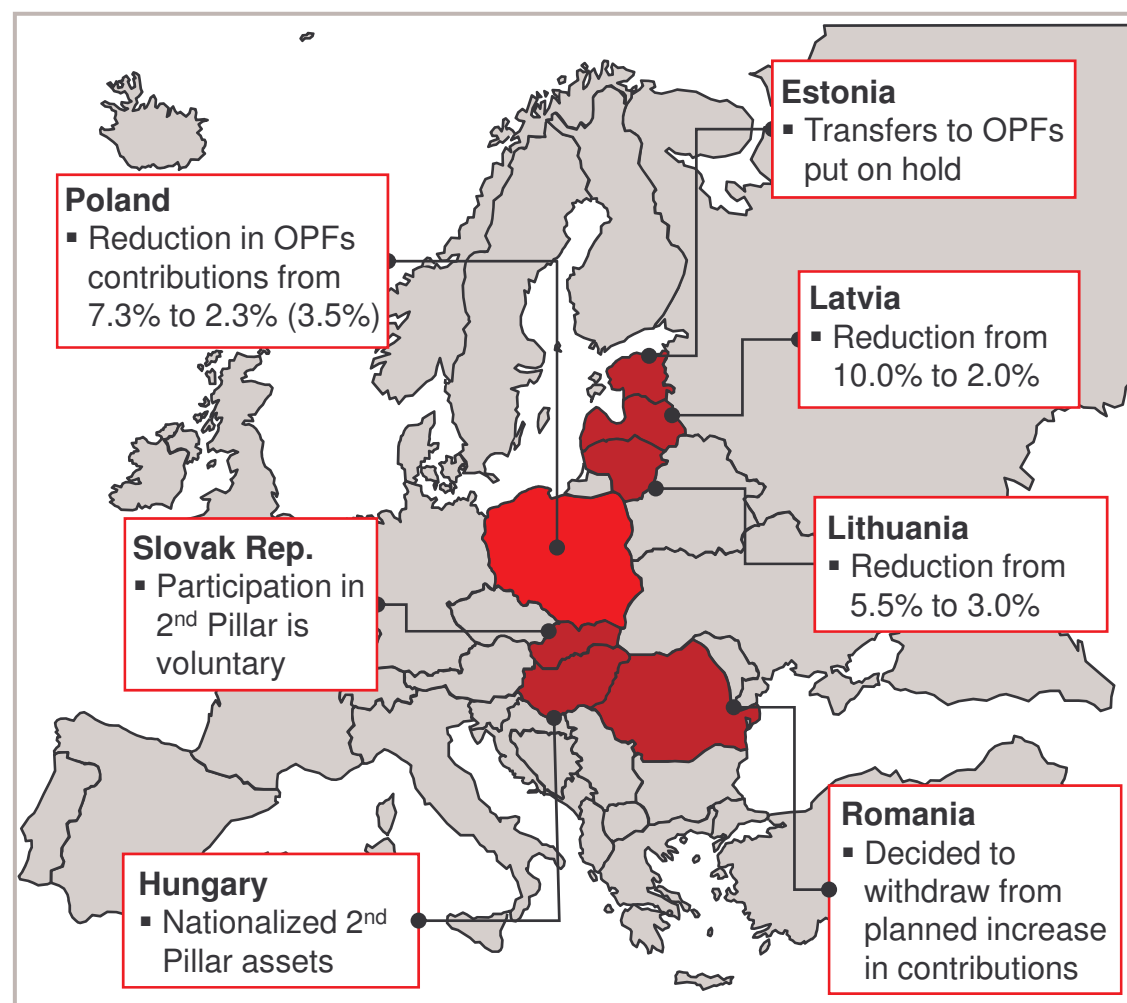 Estonia
▪ Transfers to OPFs
put on hold
Poland
▪ Reduction in OPFs
contributions from
7.3% to 2.3% (3.5%)
Latvia
▪ Reduction from
10.0% to 2.0%
Slovak Rep.
▪ Participation in
2nd Pillar is
voluntary
Lithuania
▪ Reduction from
5.5% to 3.0%
Hungary
▪ Nationalized 2nd
Pillar assets
Romania
▪ Decided to
withdraw from
planned increase
in contributions